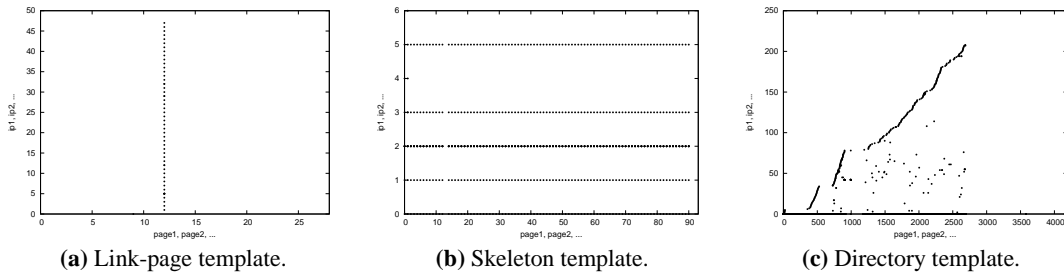 50
45
40
35
30
25
20
15
10
5
0
ip1, ip2, ...
0 5 10 15 20 25
page1, page2, ...
(a) Link-page template.
6
5
4
3
2
1
0
ip1, ip2, ...
1 10 20 30 40 50 60 70 80 90
page1, page2, ...
(b) Skeleton template.
250
200
150
100
50
0
ip1, ip2, ...
0 500 1000 1500 2000 2500 3000 3500 4000
page1, page2, ...
(c) Directory template.